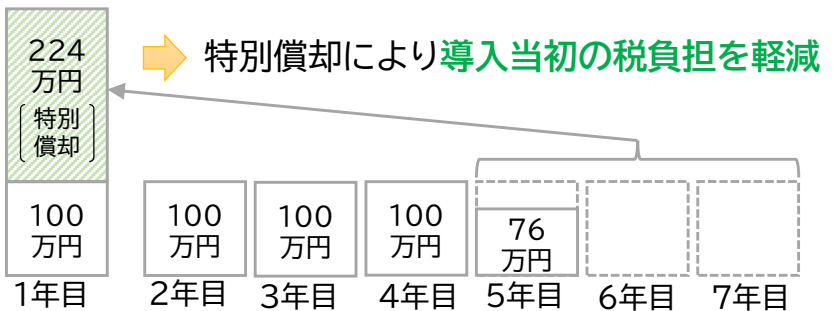 224
万円
特別
償却
特別償却により導入当初の税負担を軽減
100
万円
100
万円
100
万円
100
万円
76
万円
1年目
2年目
3年目
4年目
5年目
6年目
7年目